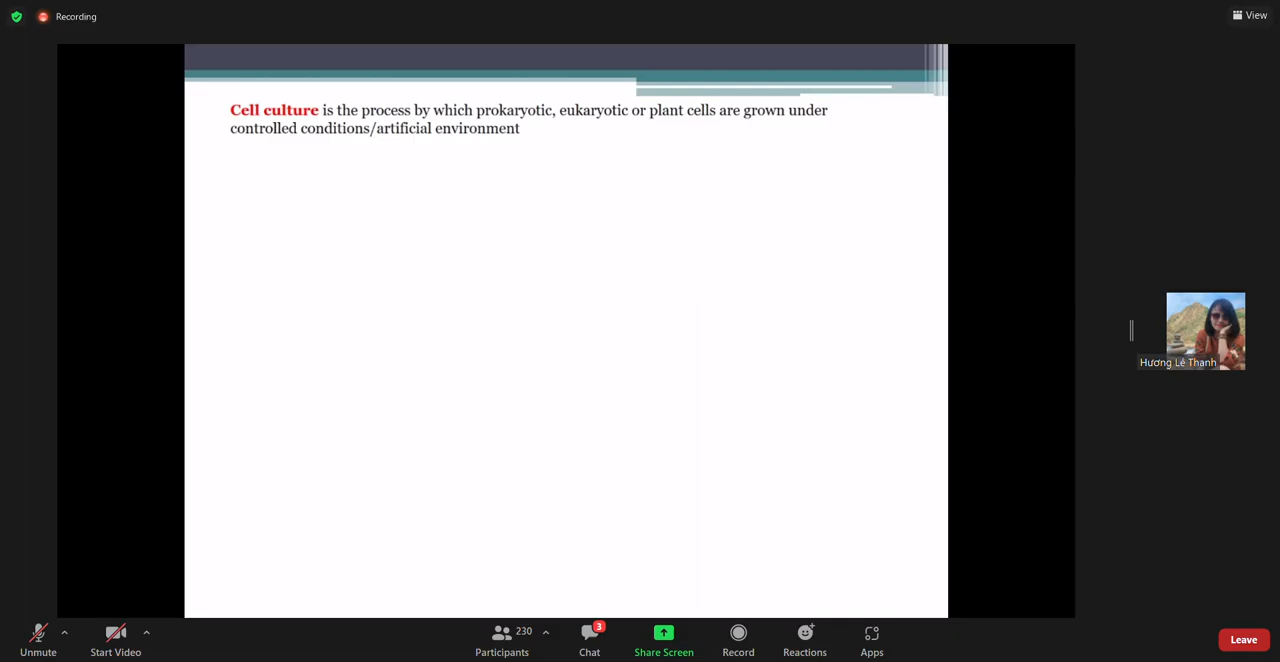 Recording
View
Cell culture is the process by which prokaryotic, eukaryotic or plant cells are grown under
controlled conditions/artificial environment
Hương Lê Thanh
Unmute
Start Video
230
Participants
3
Chat
Share Screen
Record
Reactions
Apps
Leave